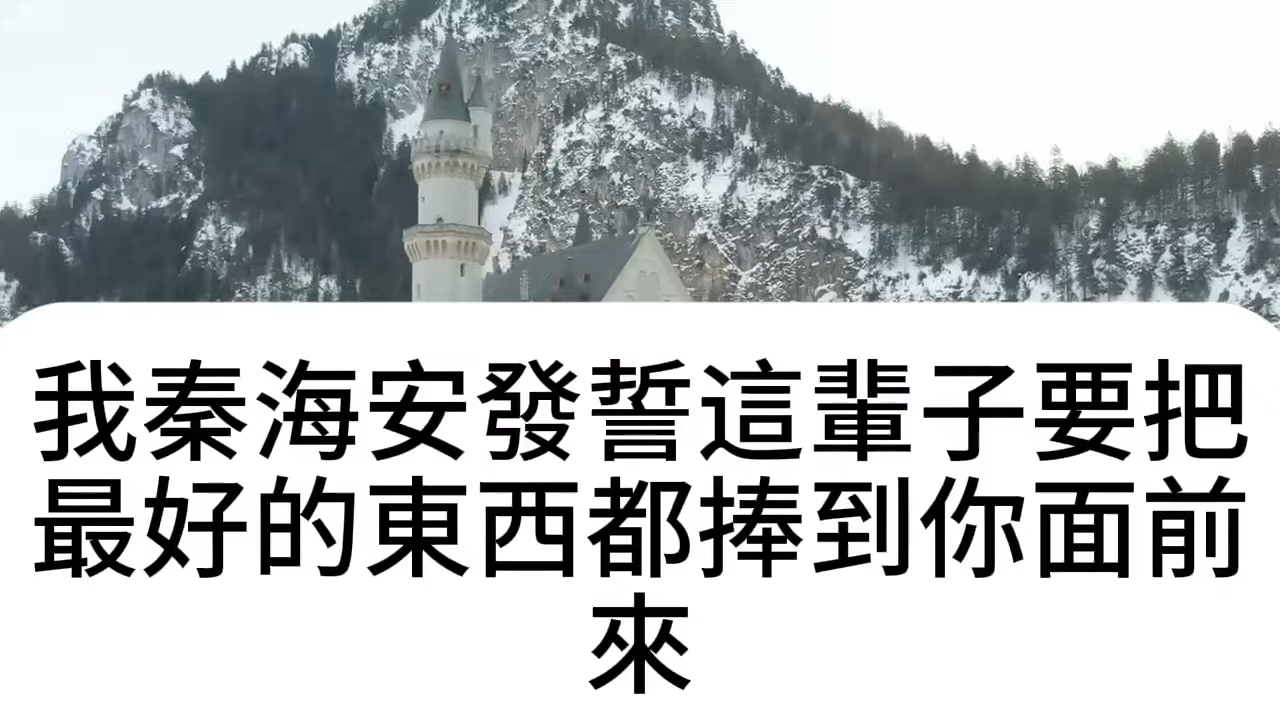 我秦海安發誓這輩子要把
最好的東西都捧到你面前
來